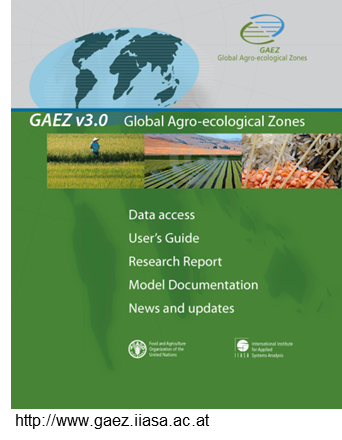 GAEZ
Global Agro-ecological Zones
GAEZ v3.0 Global Agro-ecological Zones
Data access
User's Guide
Research Report
Model Documentation
News and updates
Food and Agriculture
Organization of the
United Nations
IIASA
International Institute
for Applied
Systems Analysis
http://www.gaez.iiasa.ac.at